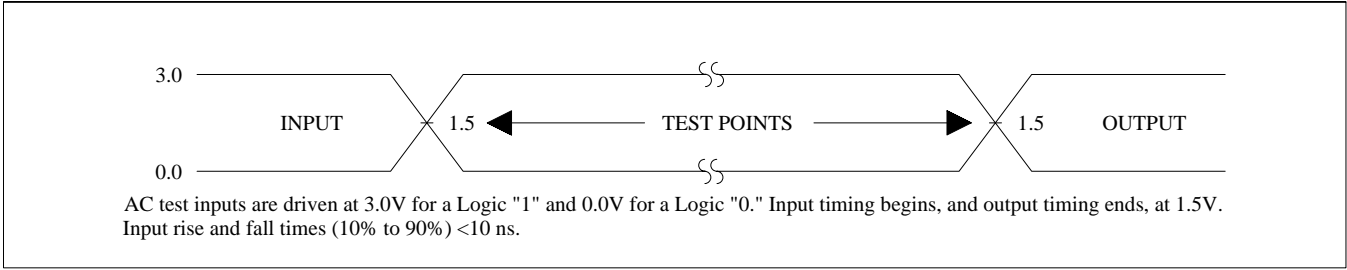 3.0
INPUT 1.5 TEST POINTS 1.5 OUTPUT
0.0
AC test inputs are driven at 3.0V for a Logic "1" and 0.0V for a Logic "0." Input timing begins, and output timing ends, at 1.5V.
Input rise and fall times (10% to 90%) <10 ns.